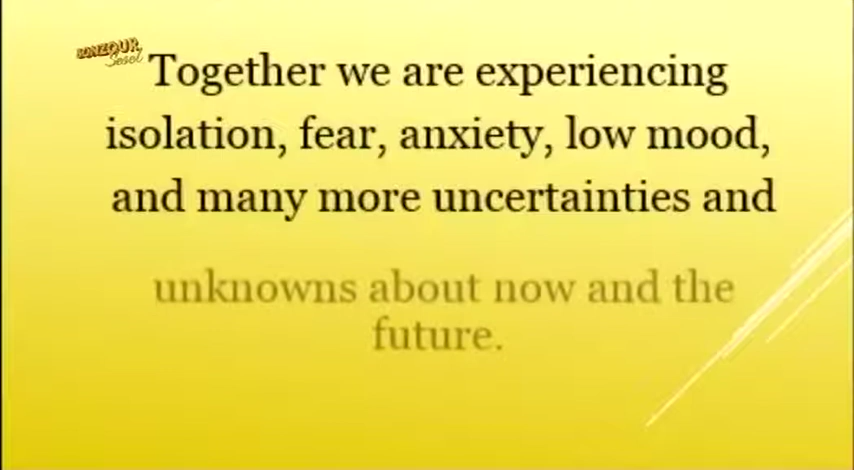 BONZOUR
Sesel
Together we are experiencing
isolation, fear, anxiety, low mood,
and many more uncertainties and
unknowns about now and the
future.